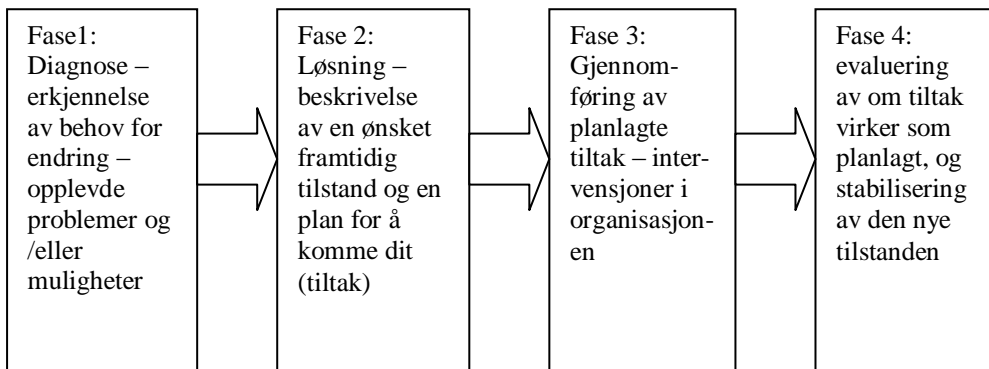 Fase1:
Diagnose –
erkjennelse
av behov for
endring –
opplevde
problemer og
/eller
muligheter
Fase 2:
Løsning –
beskrivelse
av en ønsket
framtidig
tilstand og en
plan for å
komme dit
(tiltak)
Fase 3:
Gjennom-
føring av
planlagte
tiltak – inter-
vensjoner i
organisasjon-
en
Fase 4:
evaluering
av om tiltak
virker som
planlagt, og
stabilisering
av den nye
tilstanden